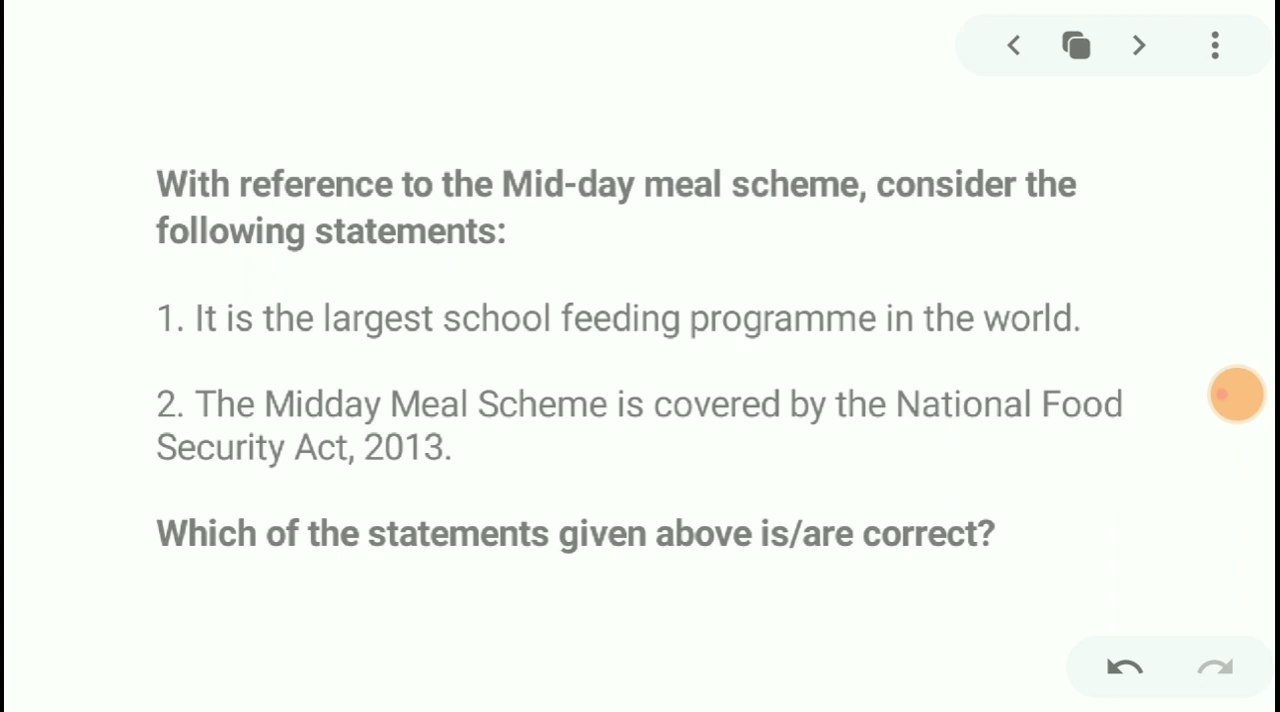 With reference to the Mid-day meal scheme, consider the
following statements:
1. It is the largest school feeding programme in the world.
2. The Midday Meal Scheme is covered by the National Food
Security Act, 2013.
Which of the statements given above is/are correct?